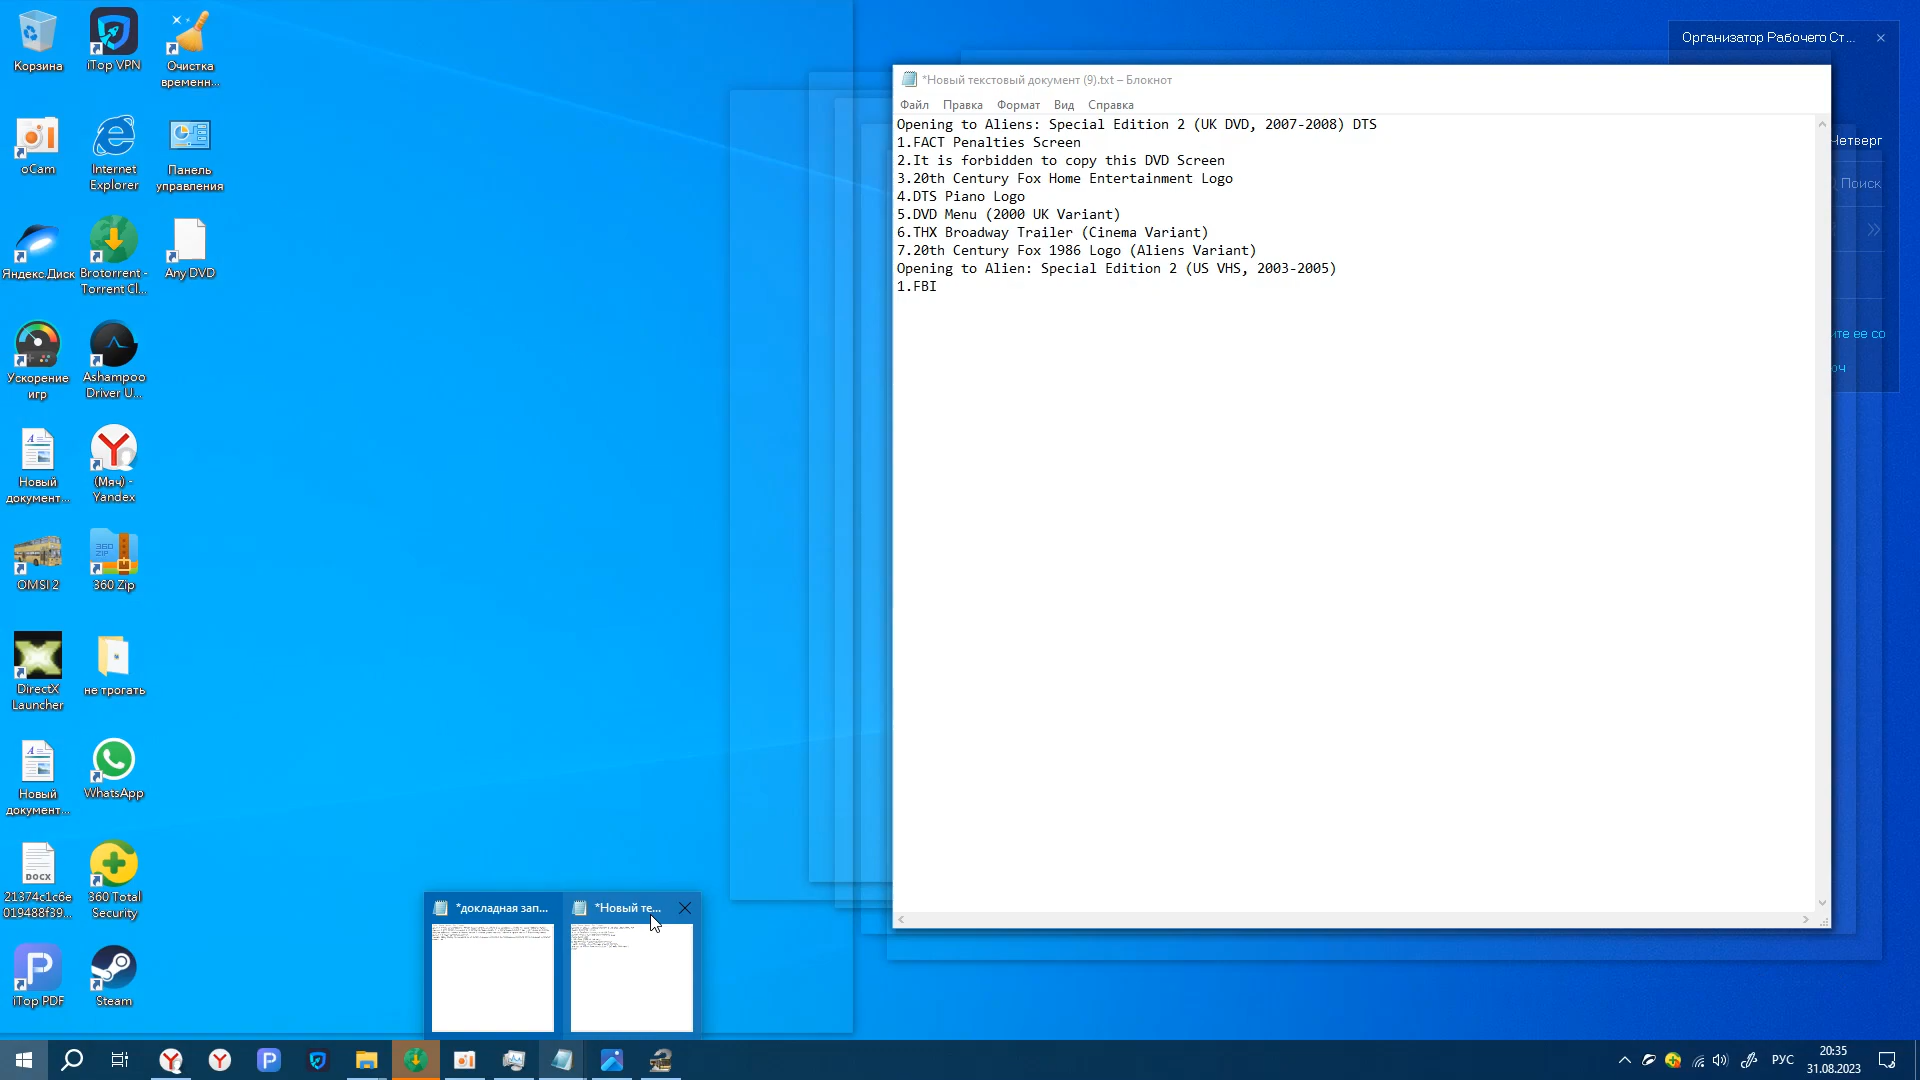 Корзина
iTop VPN
Очистка
временн...
oCam
Internet
Explorer
Панель
управления
Яндекс.Диск
Brotorrent -
Torrent Cl...
Any DVD
Ускорение
игр
Ashampoo
Driver U...
Новый
документ...
(Мяч) -
Yandex
OMSI 2
360 Zip
DirectX
Launcher
не трогать
Новый
документ...
WhatsApp
DOCX
21374c1c6e
019488f39...
360 Total
Security
iTop PDF
Steam
Организатор Рабочего Ст...
Четверг
Поиск
*Новый текстовый документ (9).txt – Блокнот
Файл Правка Формат Вид Справка
Opening to Aliens: Special Edition 2 (UK DVD, 2007-2008) DTS
1.FACT Penalties Screen
2.It is forbidden to copy this DVD Screen
3.20th Century Fox Home Entertainment Logo
4.DTS Piano Logo
5.DVD Menu (2000 UK Variant)
6.THX Broadway Trailer (Cinema Variant)
7.20th Century Fox 1986 Logo (Aliens Variant)
Opening to Alien: Special Edition 2 (US VHS, 2003-2005)
1.FBI
ее со
*докладная зап...
*Новый те...
РУС
20:35
31.08.2023